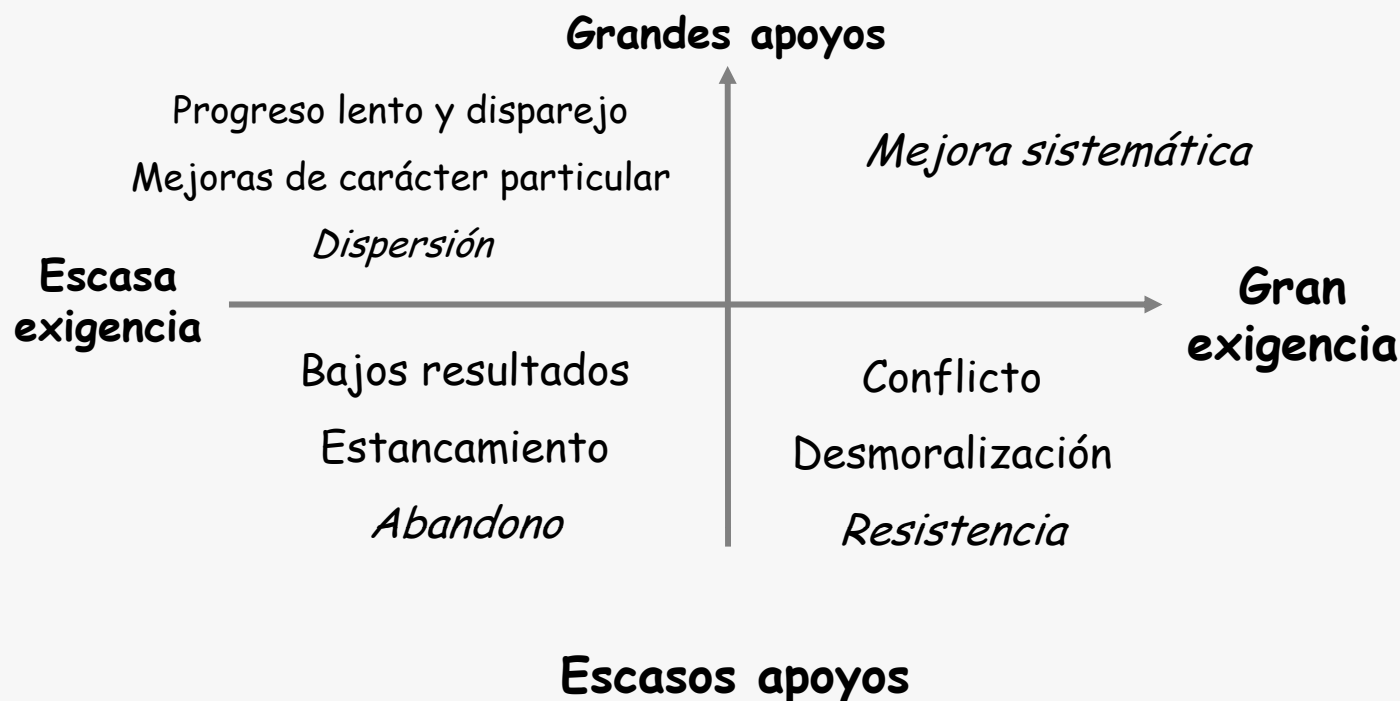 Grandes apoyos
Progreso lento y disparejo
Mejoras de carácter particular
Dispersión
Mejora sistemática
Escasa
exigencia
Gran
exigencia
Bajos resultados
Estancamiento
Abandono
Conflicto
Desmoralización
Resistencia
Escasos apoyos